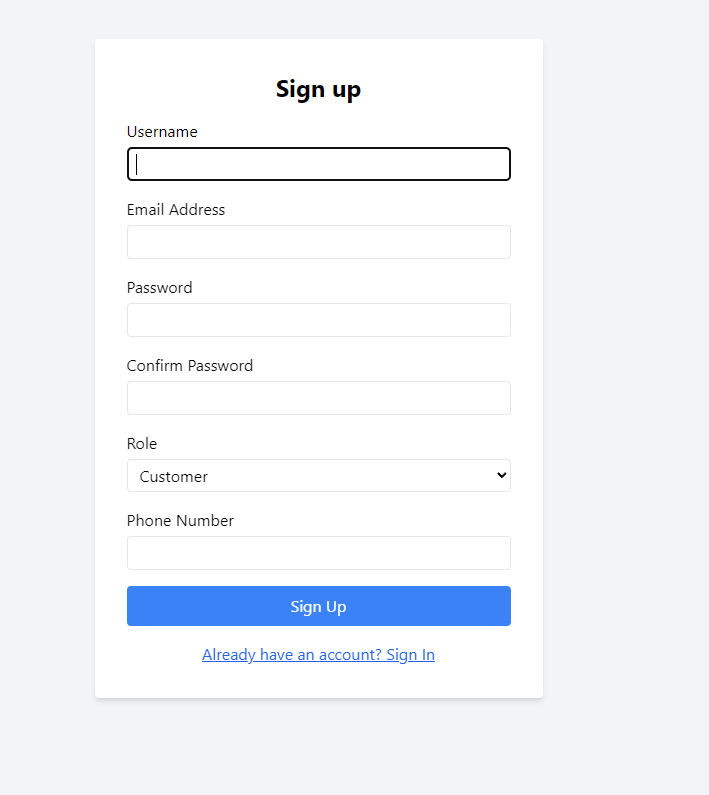 Sign up
Username
Email Address
Password
Confirm Password
Role
Customer
Phone Number
Sign Up
Already have an account? Sign In